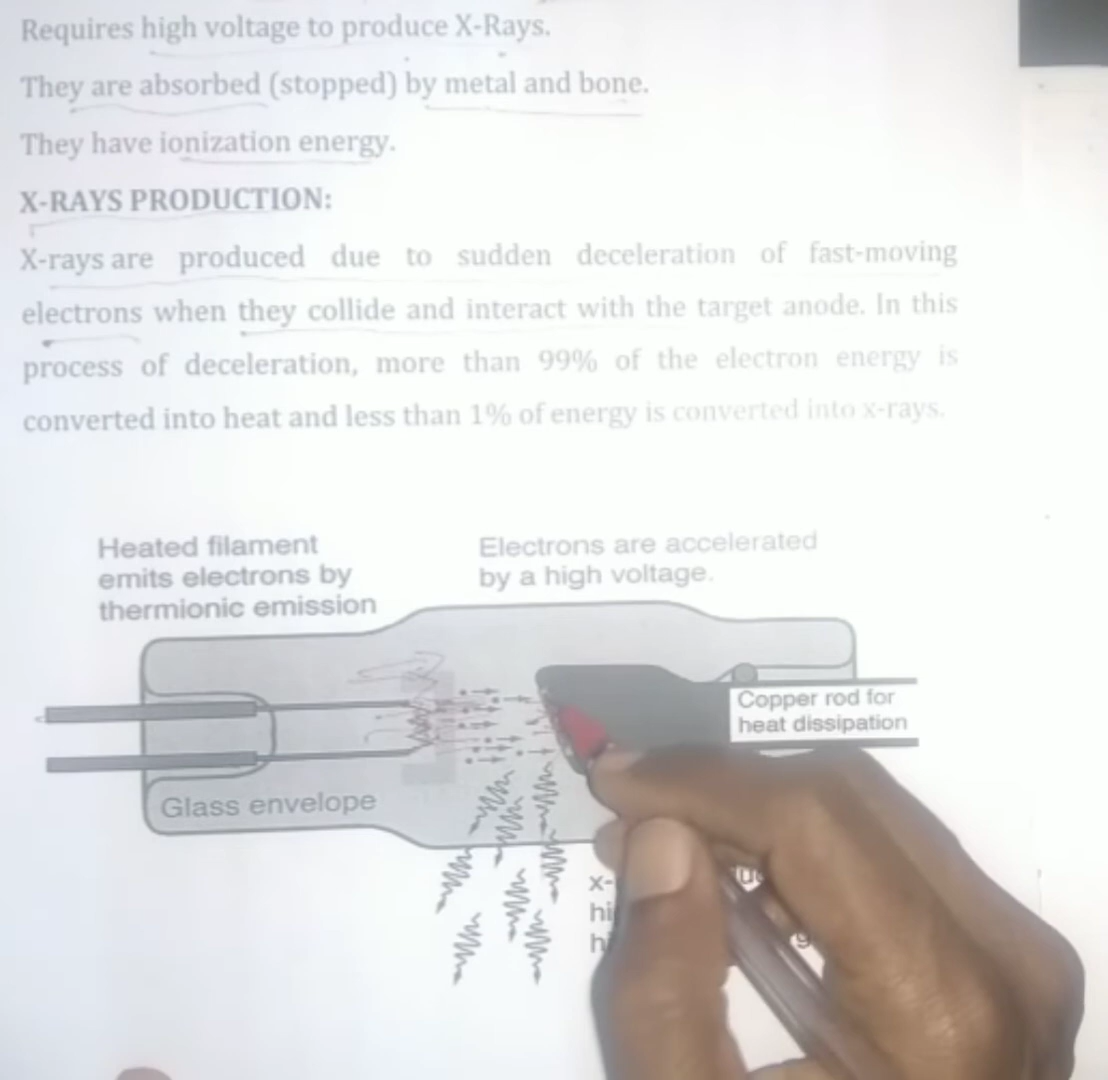 Requires high voltage to produce X-Rays.
They are absorbed (stopped) by metal and bone.
They have ionization energy.
X-RAYS PRODUCTION:
X-rays are produced due to sudden deceleration of fast-moving
electrons when they collide and interact with the target anode. In this
process of deceleration, more than 99% of the electron energy is
converted into heat and less than 1% of energy is converted into x-rays.
Heated filament
emits electrons by
thermionic emission
Electrons are accelerated
by a high voltage.
Copper rod for
heat dissipation
Glass envelope